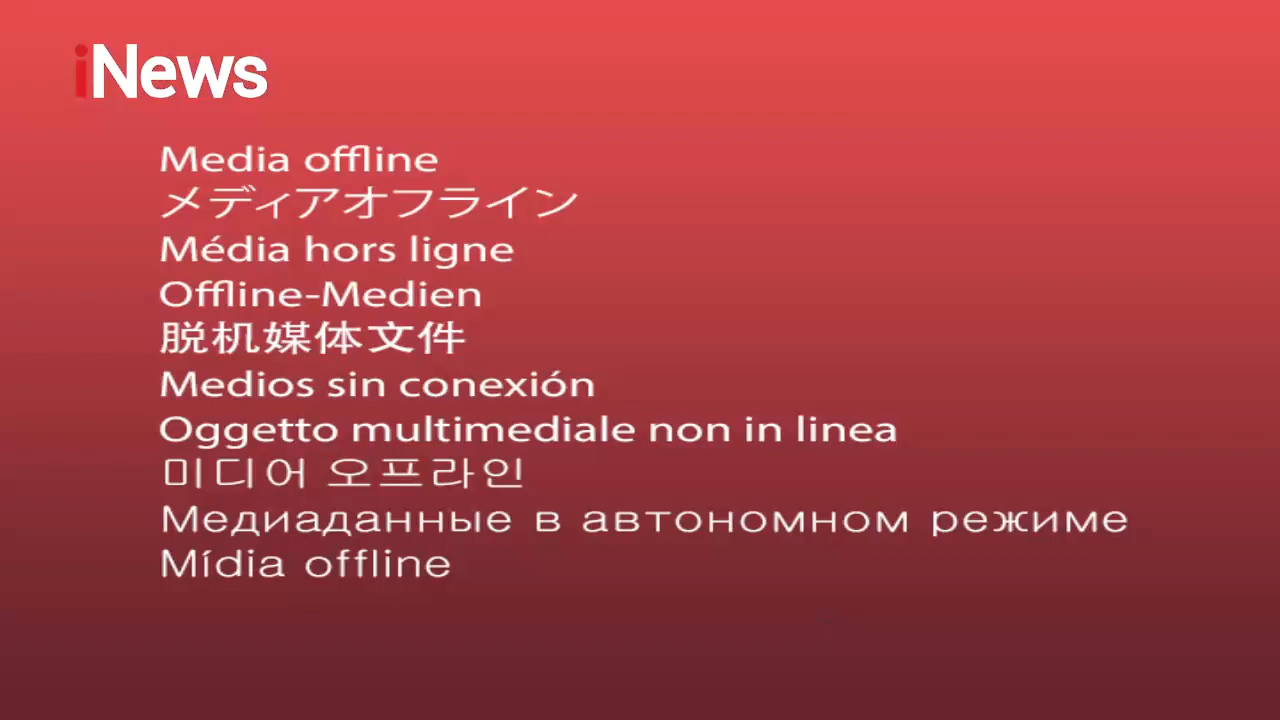 iNews
Media offline
メディアオフライン
Média hors ligne
Offline-Medien
脱机媒体文件
Medios sin conexión
Oggetto multimediale non in linea
미디어 오프라인
Медиаданные в автономном режиме
Mídia offline